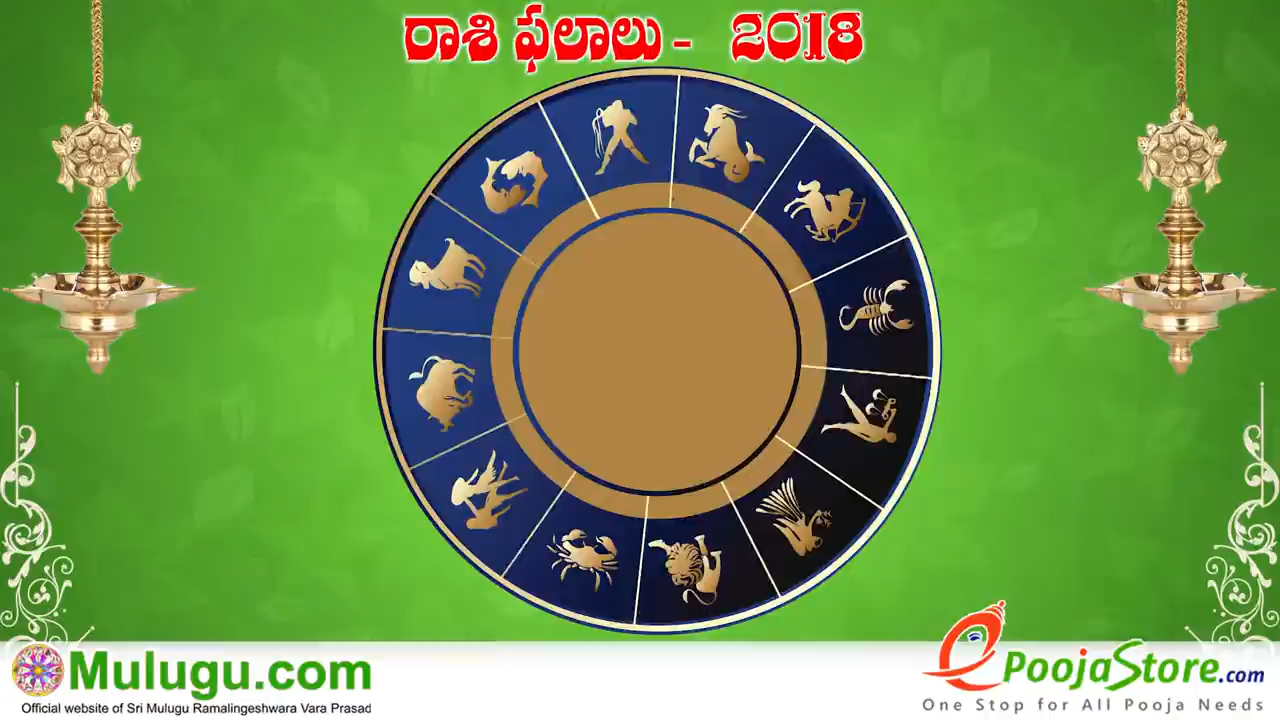 రాశి ఫలాలు - 2018
Mulugu.com
Official website of Sri Mulugu Ramalingeshwara Vara Prasad
ePoojaStore.com
One Stop for All Pooja Needs